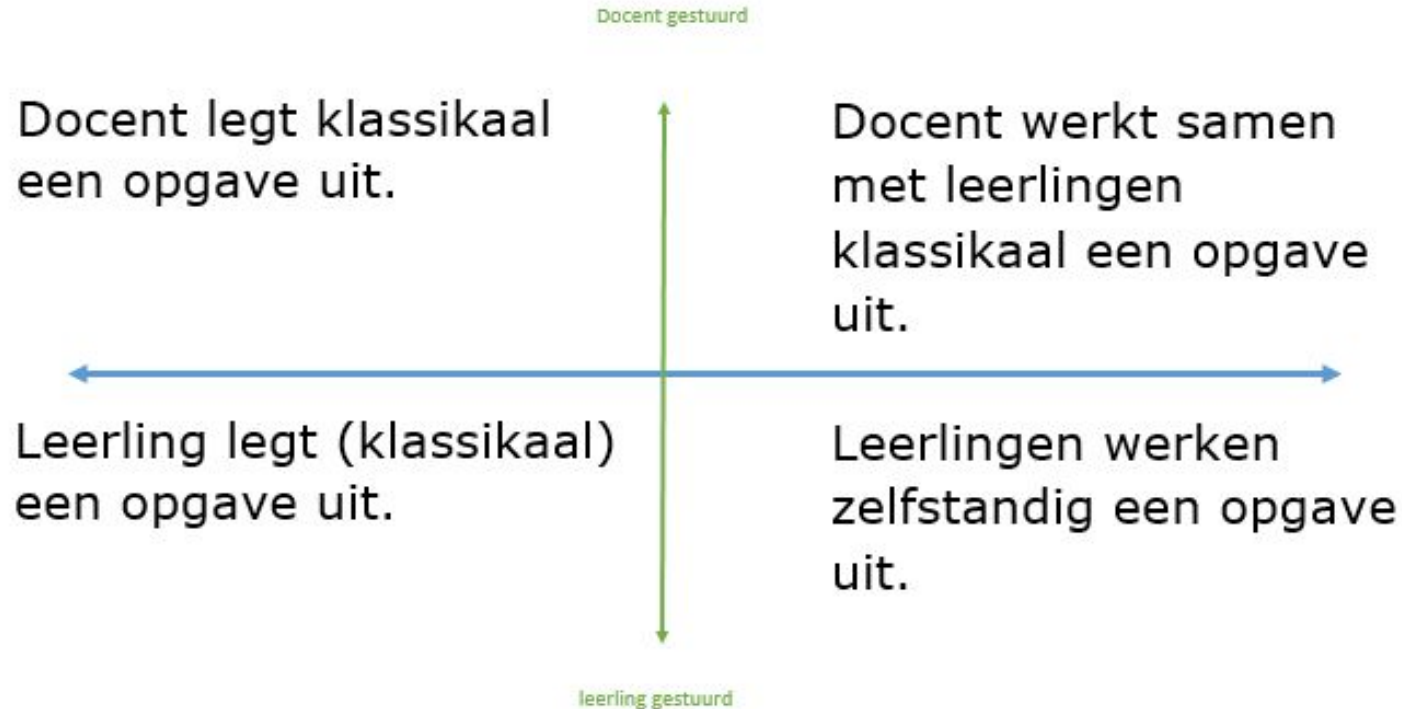 Docent gestuurd
Docent legt klassikaal
een opgave uit.
Docent werkt samen
met leerlingen
klassikaal een opgave
uit.
Leerling legt (klassikaal)
een opgave uit.
Leerlingen werken
zelfstandig een opgave
uit.
leerling gestuurd